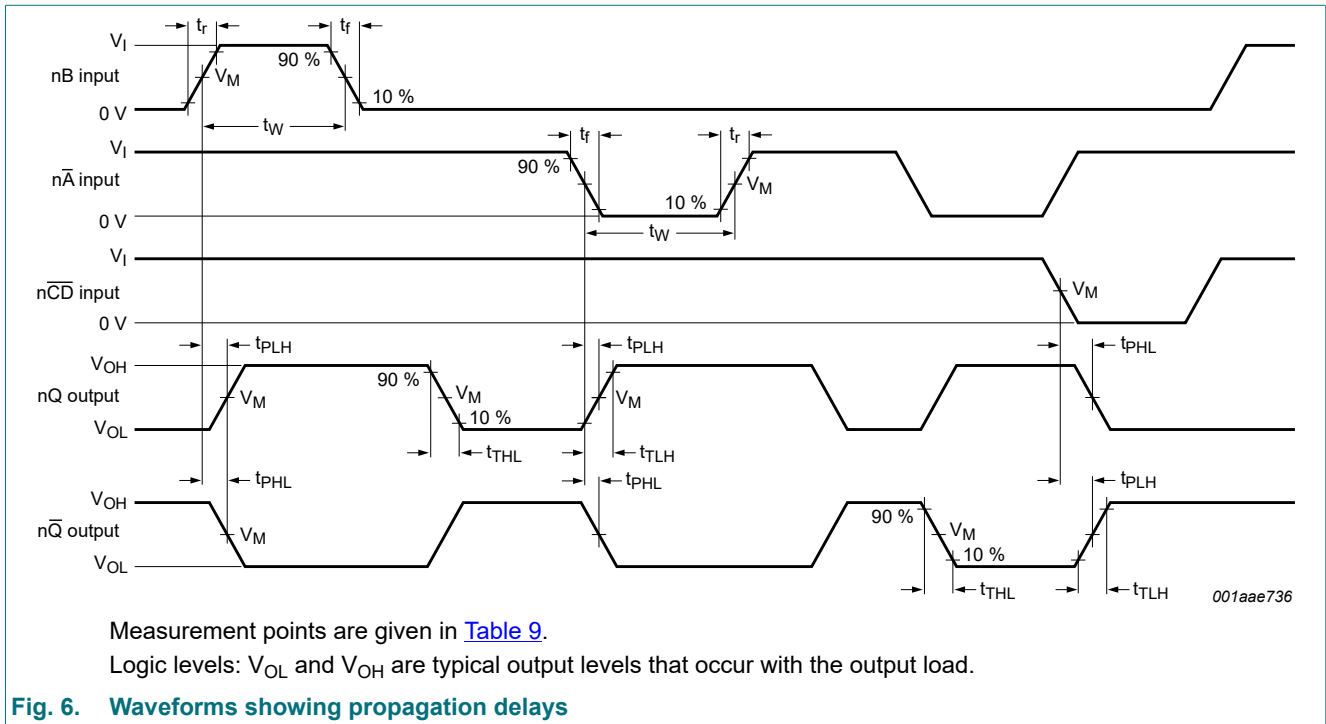 tr tf
VI
90 %
nB input VM
10 %
0 V
tW
tf tr
VI
90 %
nA̅ input VM
10 %
0 V
tW
VI
nC̅D̅ input VM
0 V
tPLH tPLH tPHL
VOH
90 %
nQ output VM VM VM
10 %
VOL
tTHL tTLH
tPHL tPHL tPLH
VOH
90 %
nQ̅ output VM VM
10 %
VOL
tTHL tTLH
001aae736
Measurement points are given in Table 9.
Logic levels: VOL and VOH are typical output levels that occur with the output load.
Fig. 6. Waveforms showing propagation delays